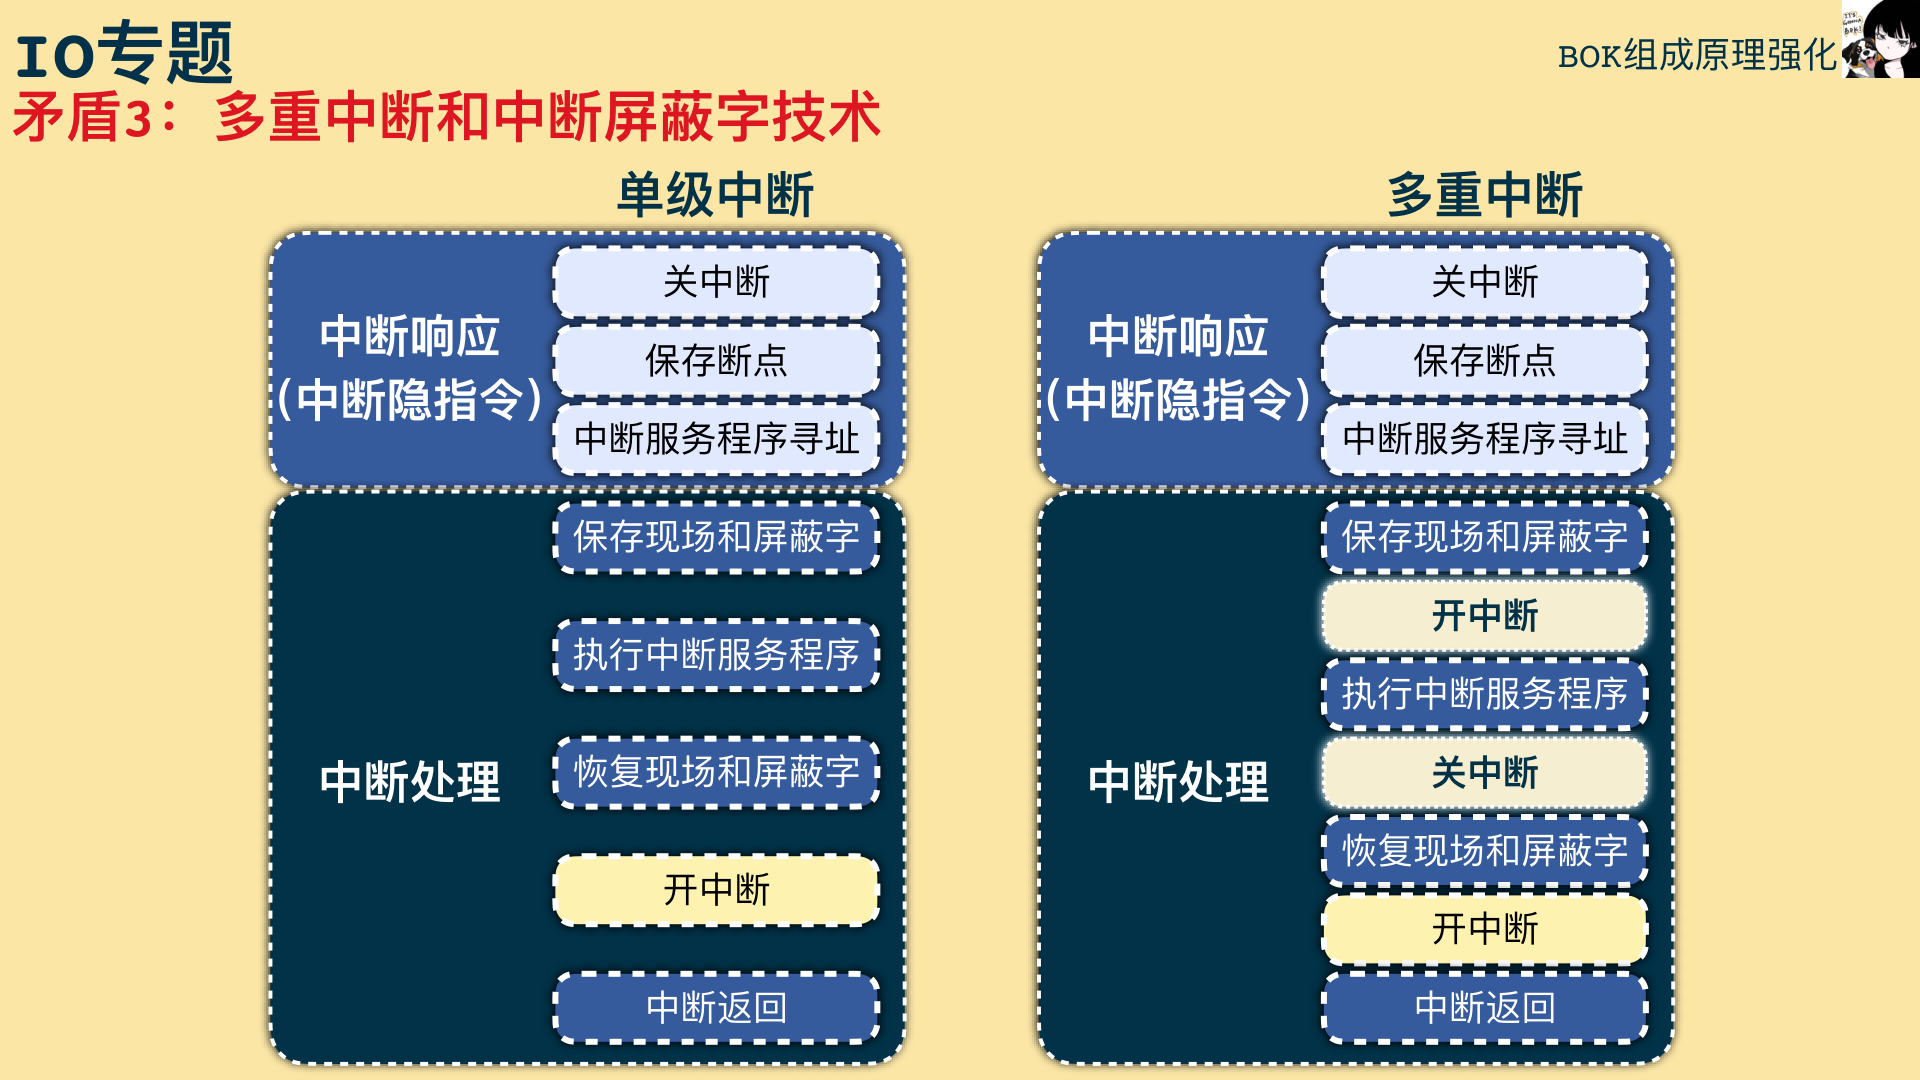 IO专题
BOK组成原理强化
矛盾3：多重中断和中断屏蔽字技术
单级中断
中断响应
(中断隐指令)
关中断
保存断点
中断服务程序寻址
中断处理
保存现场和屏蔽字
执行中断服务程序
恢复现场和屏蔽字
开中断
中断返回
多重中断
中断响应
(中断隐指令)
关中断
保存断点
中断服务程序寻址
中断处理
保存现场和屏蔽字
开中断
执行中断服务程序
关中断
恢复现场和屏蔽字
开中断
中断返回